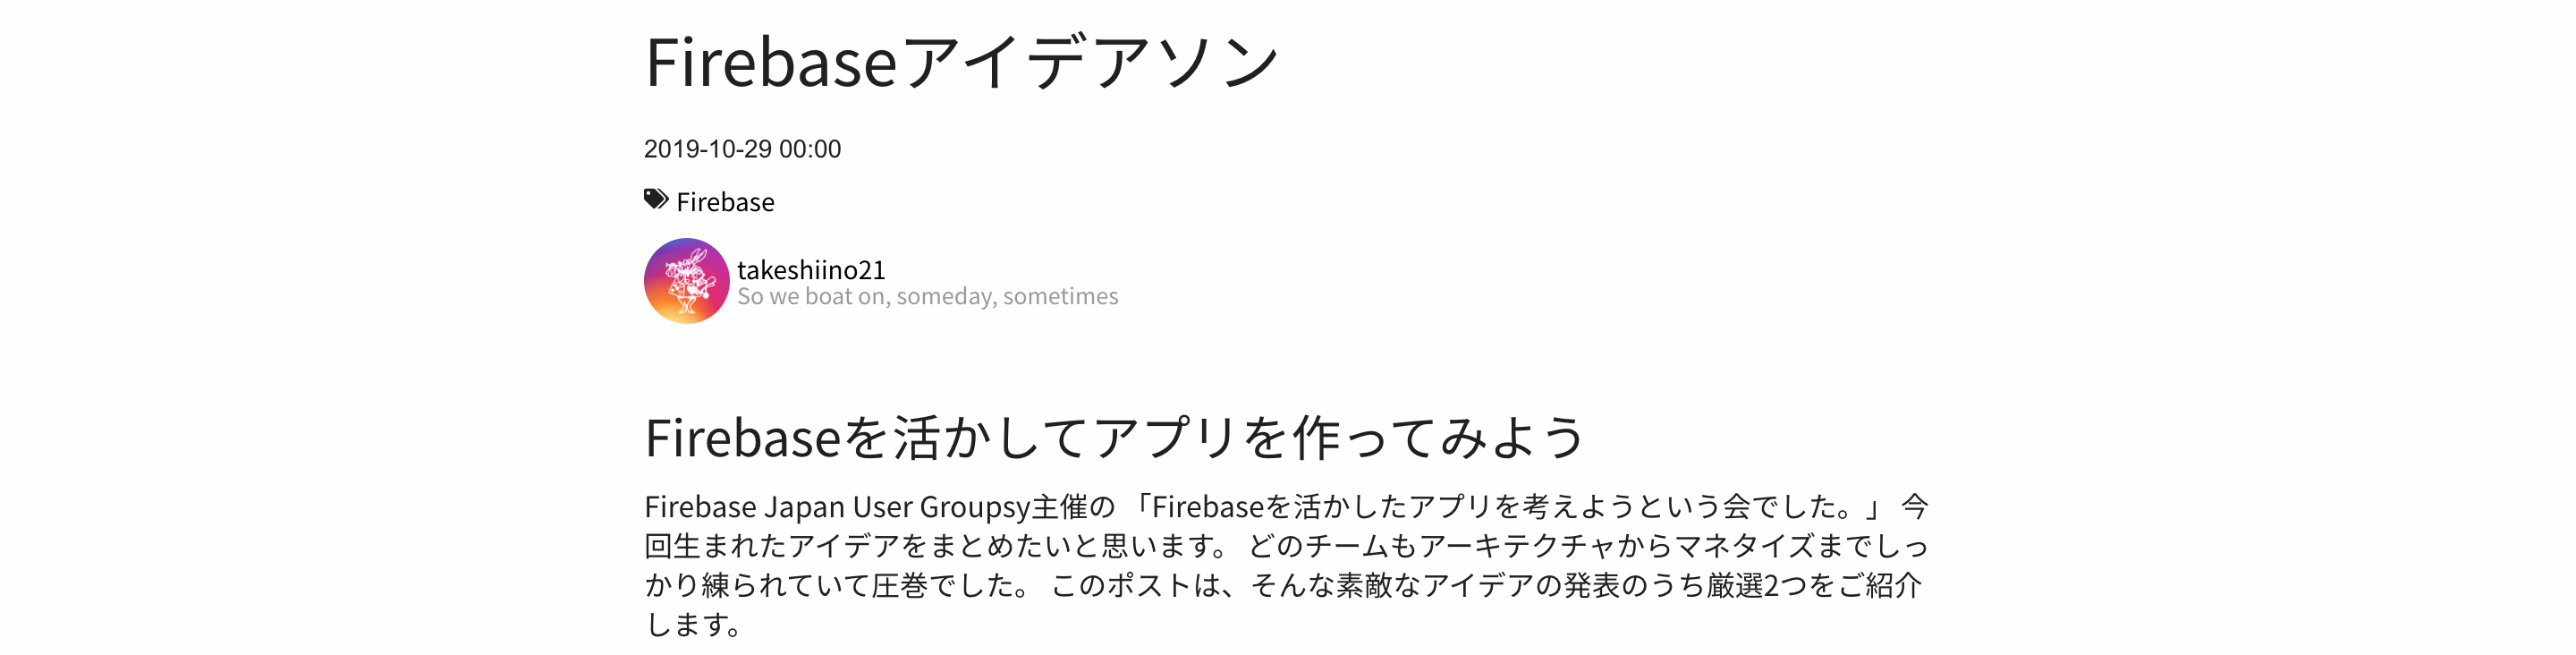 Firebaseアイデアソン
2019-10-29 00:00
Firebase
takeshiino21
So we boat on, someday, sometimes
Firebaseを活かしてアプリを作ってみよう
Firebase Japan User Groupsy主催の 「Firebaseを活かしたアプリを考えようという会でした。」 今
回生まれたアイデアをまとめたいと思います。 どのチームもアーキテクチャからマネタイズまでしっ
かり練られていて圧巻でした。 このポストは、そんな素敵なアイデアの発表のうち厳選2つをご紹介
します。